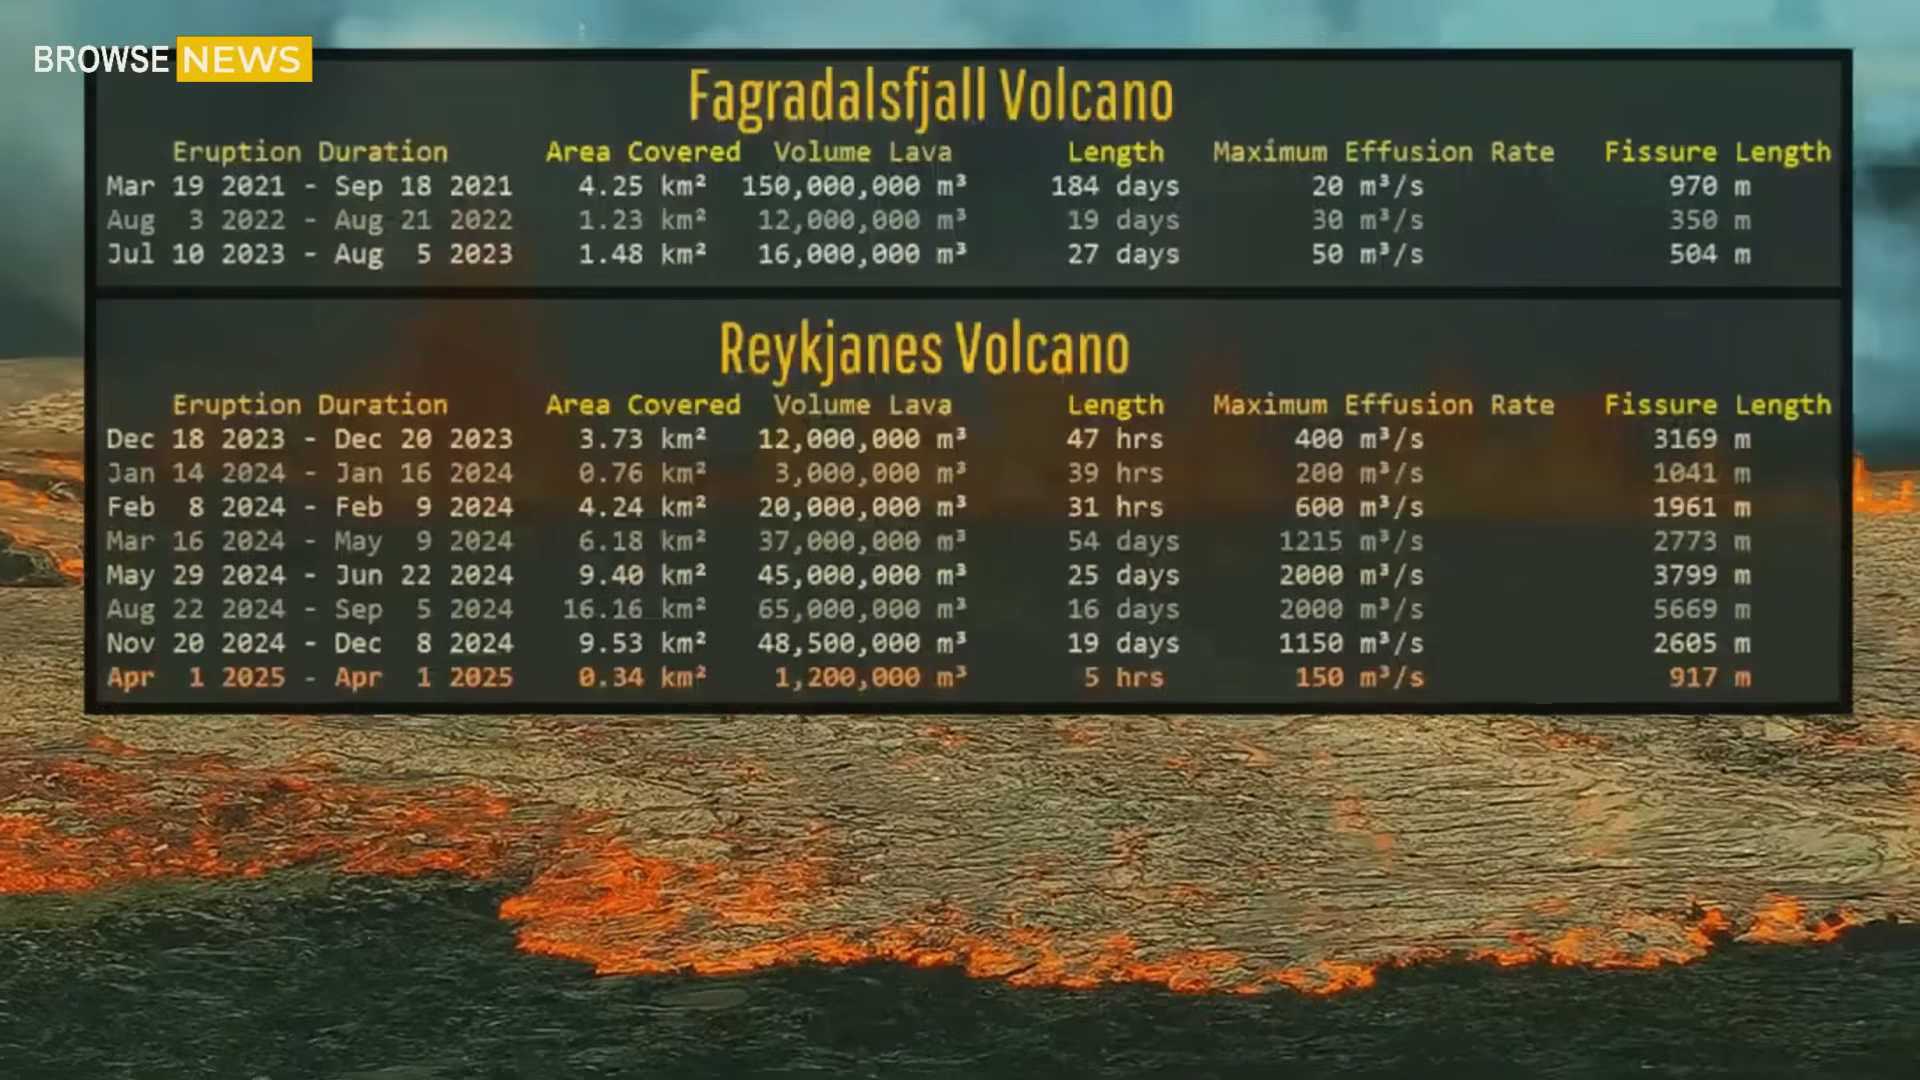 BROWSE NEWS
Fagradalsfjall Volcano
Eruption Duration Area Covered Volume Lava Length Maximum Effusion Rate Fissure Length
Mar 19 2021 - Sep 18 2021 4.25 km² 150,000,000 m³ 184 days 20 m³/s 970 m
Aug 3 2022 - Aug 21 2022 1.23 km² 12,000,000 m³ 19 days 30 m³/s 350 m
Jul 10 2023 - Aug 5 2023 1.48 km² 16,000,000 m³ 27 days 50 m³/s 504 m
Reykjanes Volcano
Eruption Duration Area Covered Volume Lava Length Maximum Effusion Rate Fissure Length
Dec 18 2023 - Dec 20 2023 3.73 km² 12,000,000 m³ 47 hrs 400 m³/s 3169 m
Jan 14 2024 - Jan 16 2024 0.76 km² 3,000,000 m³ 39 hrs 200 m³/s 1041 m
Feb 8 2024 - Feb 9 2024 4.24 km² 20,000,000 m³ 31 hrs 600 m³/s 1961 m
Mar 16 2024 - May 9 2024 6.18 km² 37,000,000 m³ 54 days 1215 m³/s 2773 m
May 29 2024 - Jun 22 2024 9.40 km² 45,000,000 m³ 25 days 2000 m³/s 3799 m
Aug 22 2024 - Sep 5 2024 16.16 km² 65,000,000 m³ 16 days 2000 m³/s 5669 m
Nov 20 2024 - Dec 8 2024 9.53 km² 48,500,000 m³ 19 days 1150 m³/s 2605 m
Apr 1 2025 - Apr 1 2025 0.34 km² 1,200,000 m³ 5 hrs 150 m³/s 917 m